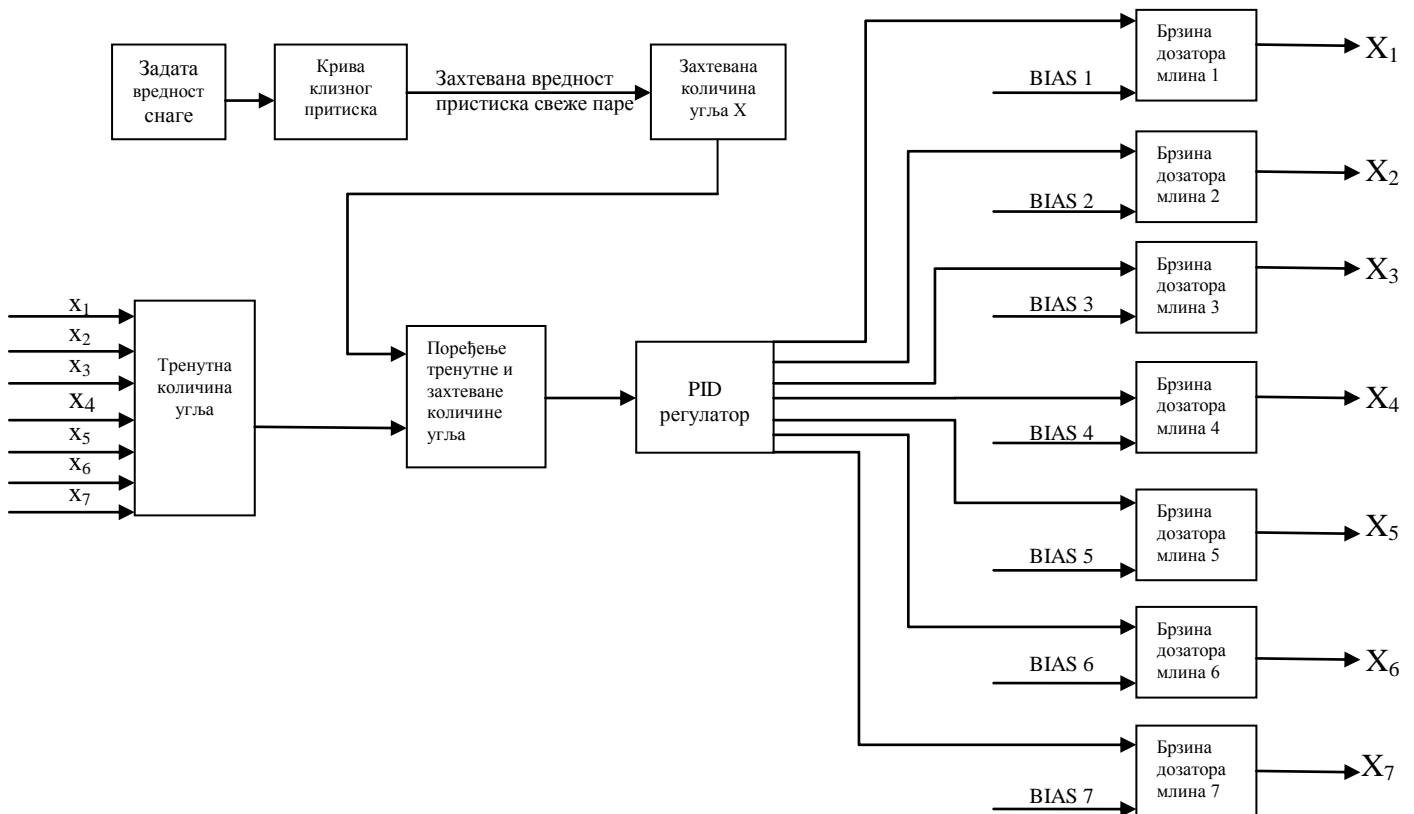 Задата
вредност
снаге
Крива
клизног
притиска
Захтевана вредност
пристиска свеже паре
Захтевана
количина
угља X
x1
x2
x3
x4
x5
x6
x7
Тренутна
количина
угља
Поређење
тренутне и
захтеване
количине
угља
PID
регулатор
BIAS 1
Брзина
дозатора
млина 1
X1
BIAS 2
Брзина
дозатора
млина 2
X2
BIAS 3
Брзина
дозатора
млина 3
X3
BIAS 4
Брзина
дозатора
млина 4
X4
BIAS 5
Брзина
дозатора
млина 5
X5
BIAS 6
Брзина
дозатора
млина 6
X6
BIAS 7
Брзина
дозатора
млина 7
X7